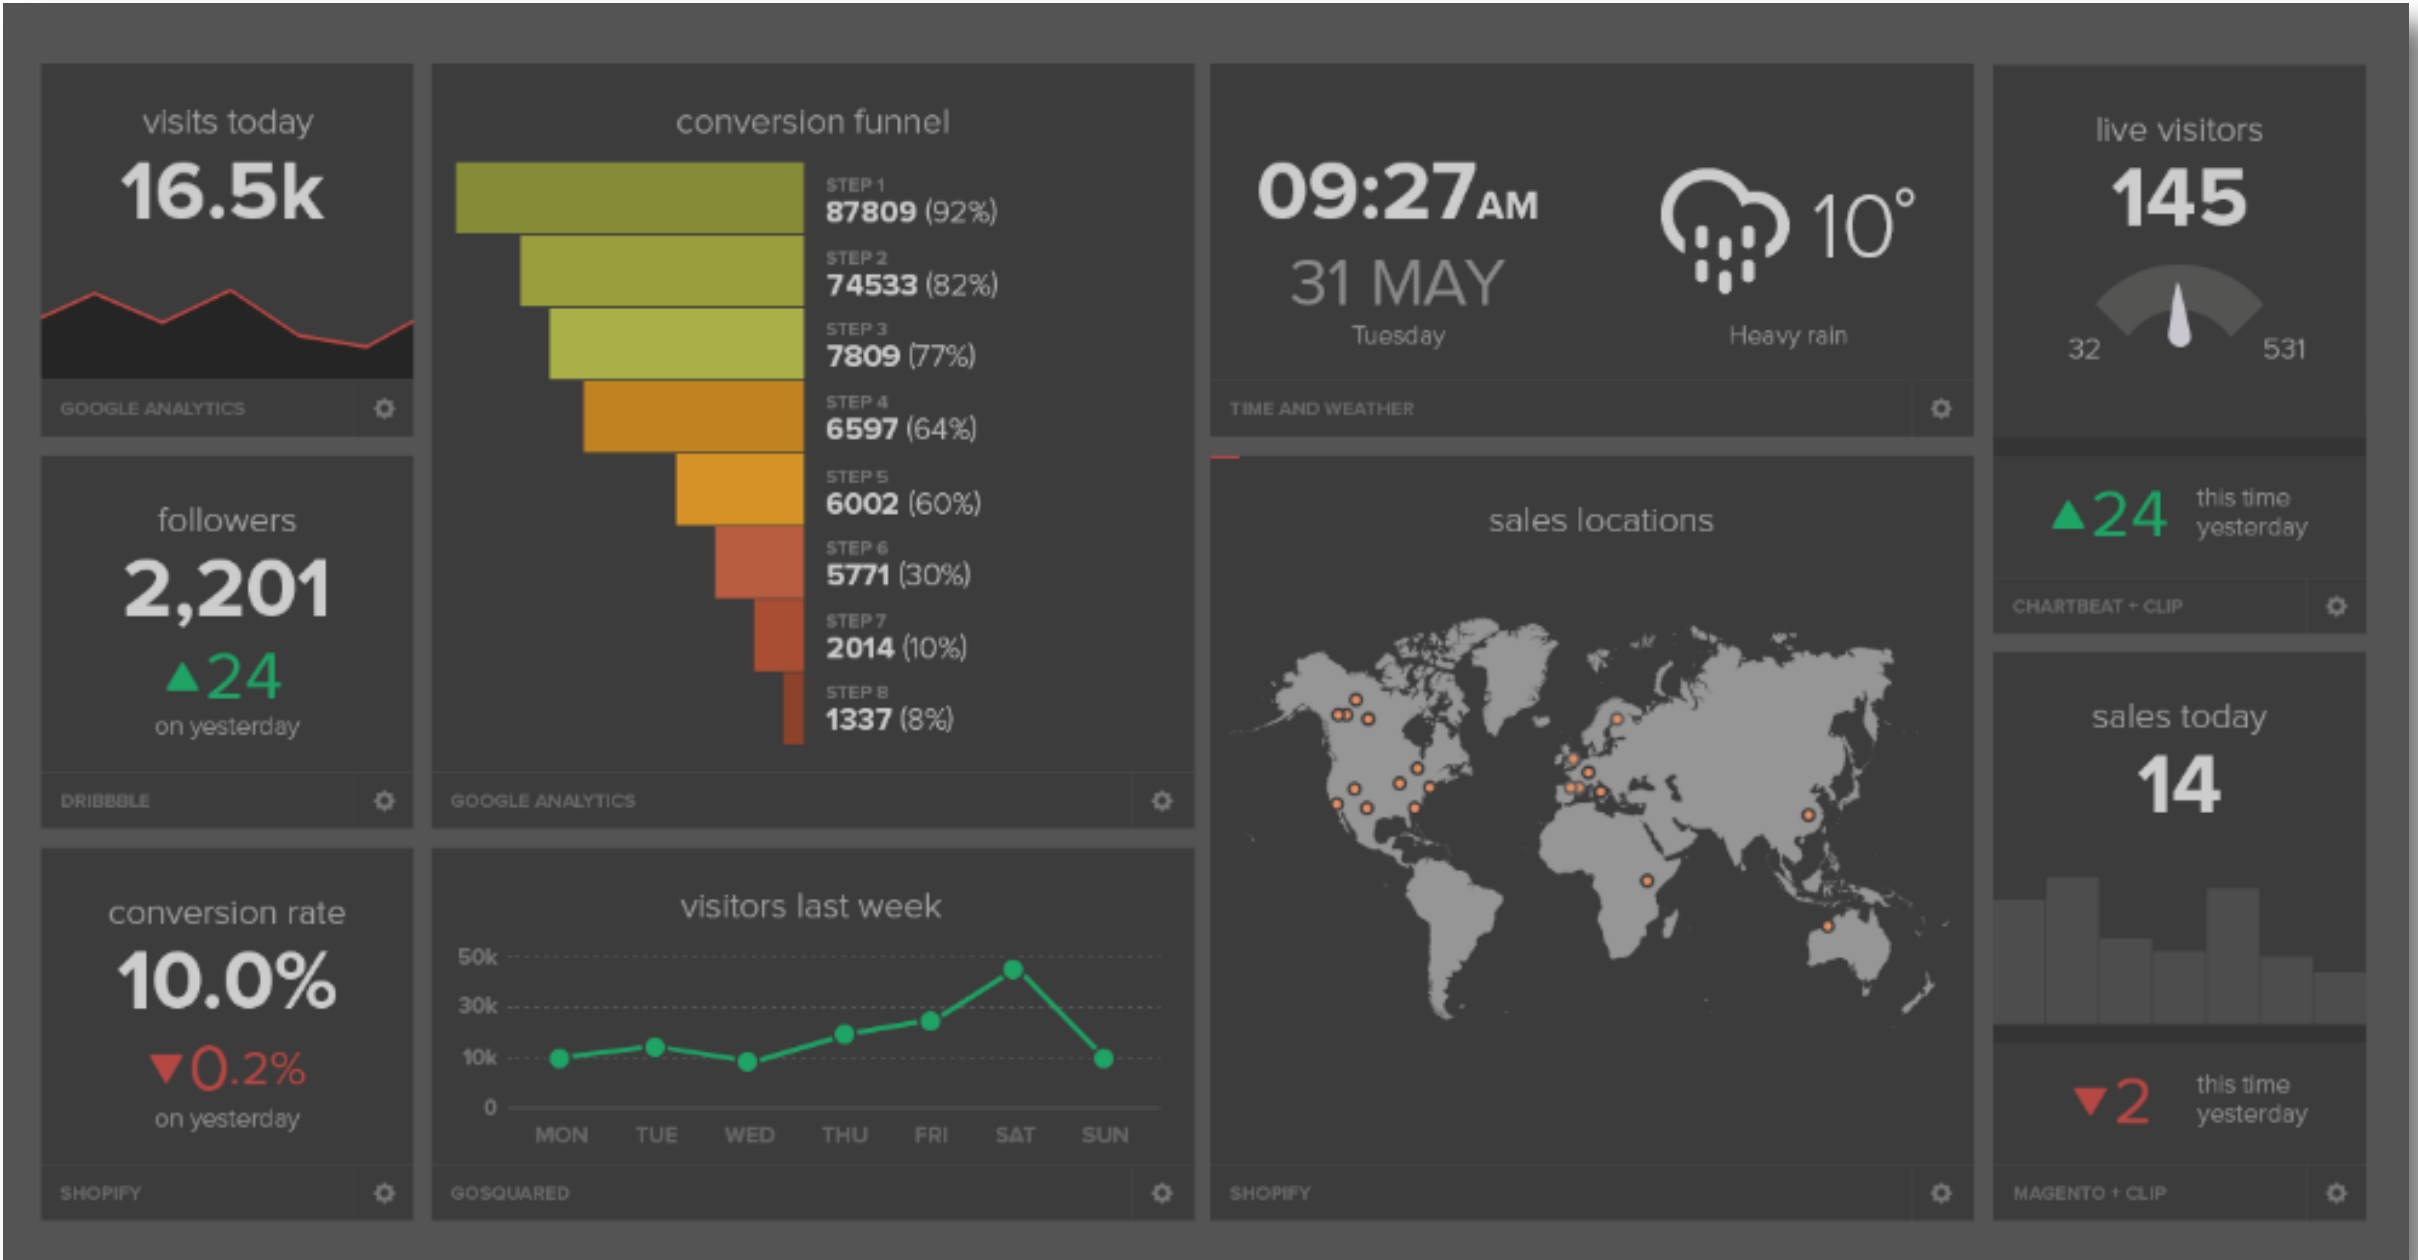 visits today
16.5k
GOOGLE ANALYTICS
conversion funnel
STEP 1
87809 (92%)
STEP 2
74533 (82%)
STEP 3
7809 (77%)
STEP 4
6597 (64%)
STEP 5
6002 (60%)
STEP 6
5771 (30%)
STEP 7
2014 (10%)
STEP 8
1337 (8%)
GOOGLE ANALYTICS
09:27AM
31 MAY
Tuesday
10°
Heavy rain
TIME AND WEATHER
live visitors
145
32
531
24
this time
yesterday
CHARTBEAT + CLIP
followers
2,201
24
on yesterday
DRIBBBLE
sales locations
SHOPIFY
sales today
14
2
this time
yesterday
MAGENTO + CLIP
conversion rate
10.0%
0.2%
on yesterday
SHOPIFY
visitors last week
50k
30k
10k
0
MON TUE WED THU FRI SAT SUN
GOSQUARED